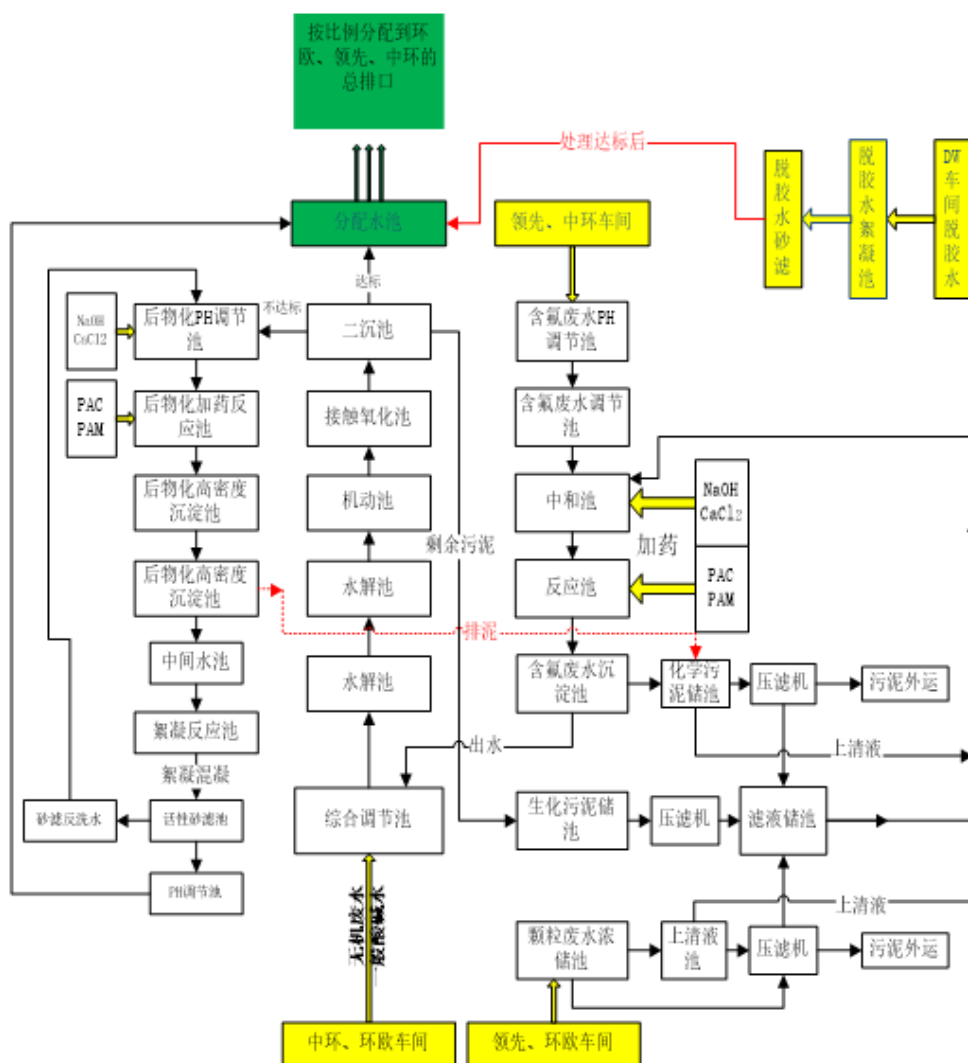 按比例分配到环
欧、领先、中环的
总排口
处理达标后
脱胶水砂滤
脱胶水絮凝池
DW车间脱胶水
分配水池
领先、中环车间
达标
不达标
NaOH
CaCl2
后物化PH调节
池
二沉池
含氟废水PH
调节池
PAC
PAM
后物化加药反
应池
接触氧化池
含氟废水调节
池
后物化高密度
沉淀池
机动池
中和池
NaOH
CaCl2
剩余污泥
加药
后物化高密度
沉淀池
水解池
反应池
PAC
PAM
排泥
中间水池
水解池
含氟废水沉
淀池
化学污
泥储池
压滤机
污泥外运
絮凝反应池
出水
上清液
絮凝混凝
砂滤反洗水
活性砂滤池
综合调节池
生化污泥储
池
压滤机
滤液储池
PH调节池
无机废水
一般酸碱水
上清液
颗粒废水浓
储池
上清液
池
压滤机
污泥外运
中环、环欧车间
领先、环欧车间